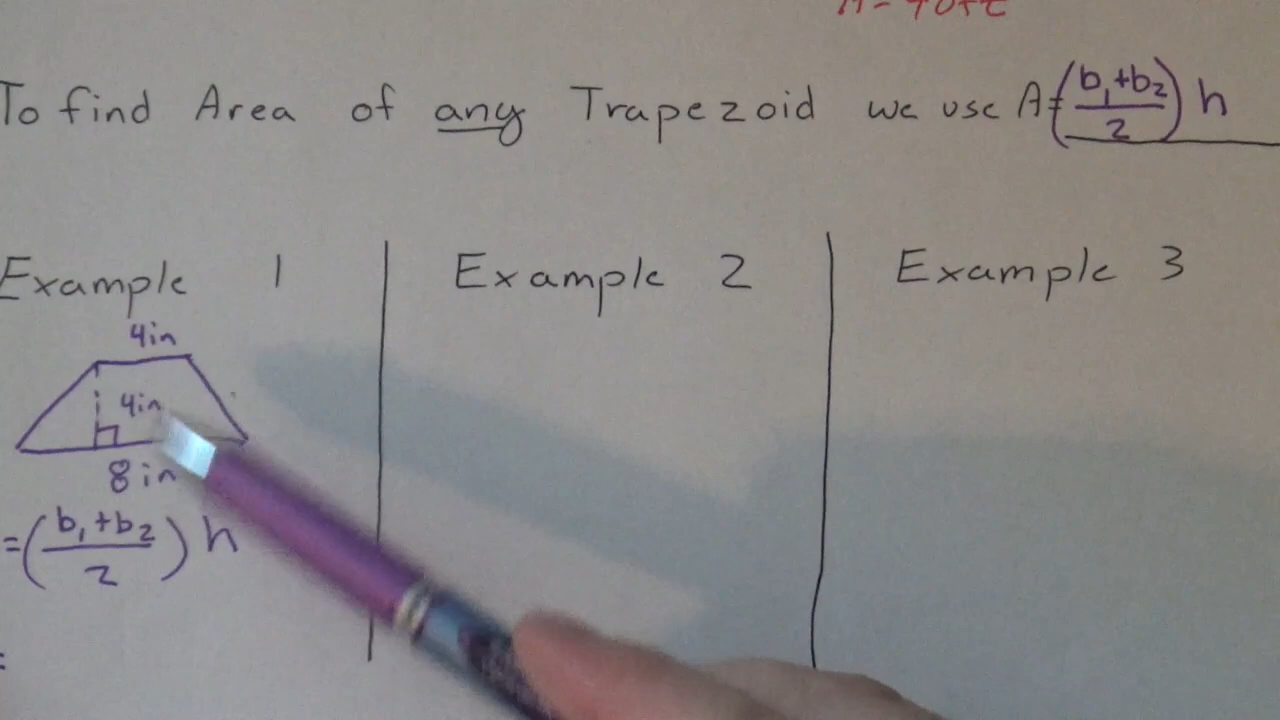 To find Area of any Trapezoid we use A=(b₁+b₂/2)h
Example 1
4in
4in
8in
=(b₁+b₂/2)h
=
Example 2
Example 3